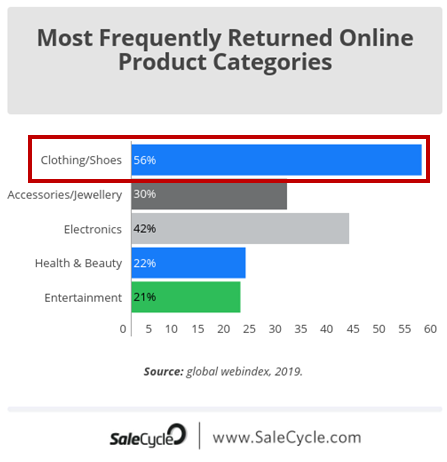 Most Frequently Returned Online
Product Categories
Clothing/Shoes 56%
Accessories/Jewellery 30%
Electronics 42%
Health & Beauty 22%
Entertainment 21%
0 5 10 15 20 25 30 35 40 45 50 55 60
Source: global webindex, 2019.
SaleCycle www.SaleCycle.com